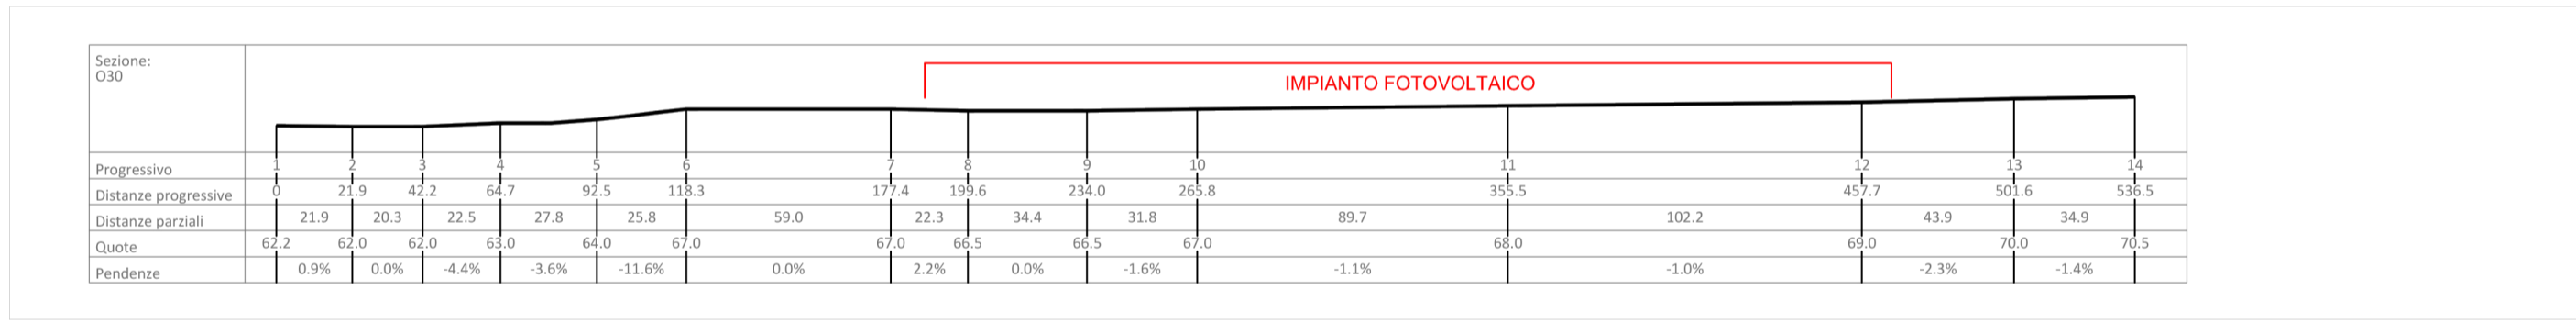 Sezione:
O30
IMPIANTO FOTOVOLTAICO
Progressivo 1 2 3 4 5 6 7 8 9 10 11 12 13 14
Distanze progressive 0 21.9 42.2 64.7 92.5 118.3 177.4 199.6 234.0 265.8 355.5 457.7 501.6 536.5
Distanze parziali 21.9 20.3 22.5 27.8 25.8 59.0 22.3 34.4 31.8 89.7 102.2 43.9 34.9
Quote 62.2 62.0 62.0 63.0 64.0 67.0 67.0 66.5 66.5 67.0 68.0 69.0 70.0 70.5
Pendenze 0.9% 0.0% -4.4% -3.6% -11.6% 0.0% 2.2% 0.0% -1.6% -1.1% -1.0% -2.3% -1.4%